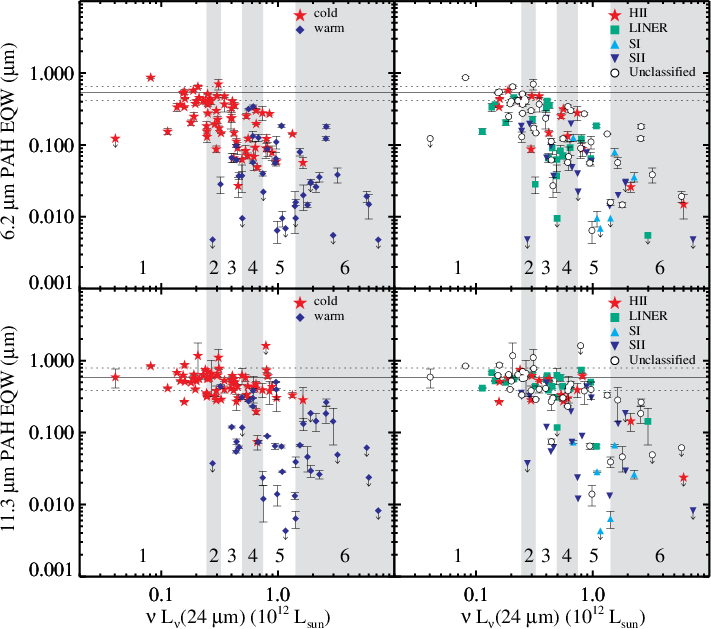 cold
warm
HII
LINER
SI
SII
Unclassified
1.000
0.100
0.010
0.001
6.2 μm PAH EQW (μm)
1 2 3 4 5 6
1 2 3 4 5 6
cold
warm
HII
LINER
SI
SII
Unclassified
1.000
0.100
0.010
0.001
11.3 μm PAH EQW (μm)
1 2 3 4 5 6
1 2 3 4 5 6
0.1 1.0
0.1 1.0
ν Lν(24 μm) (10¹² Lsun)
ν Lν(24 μm) (10¹² Lsun)